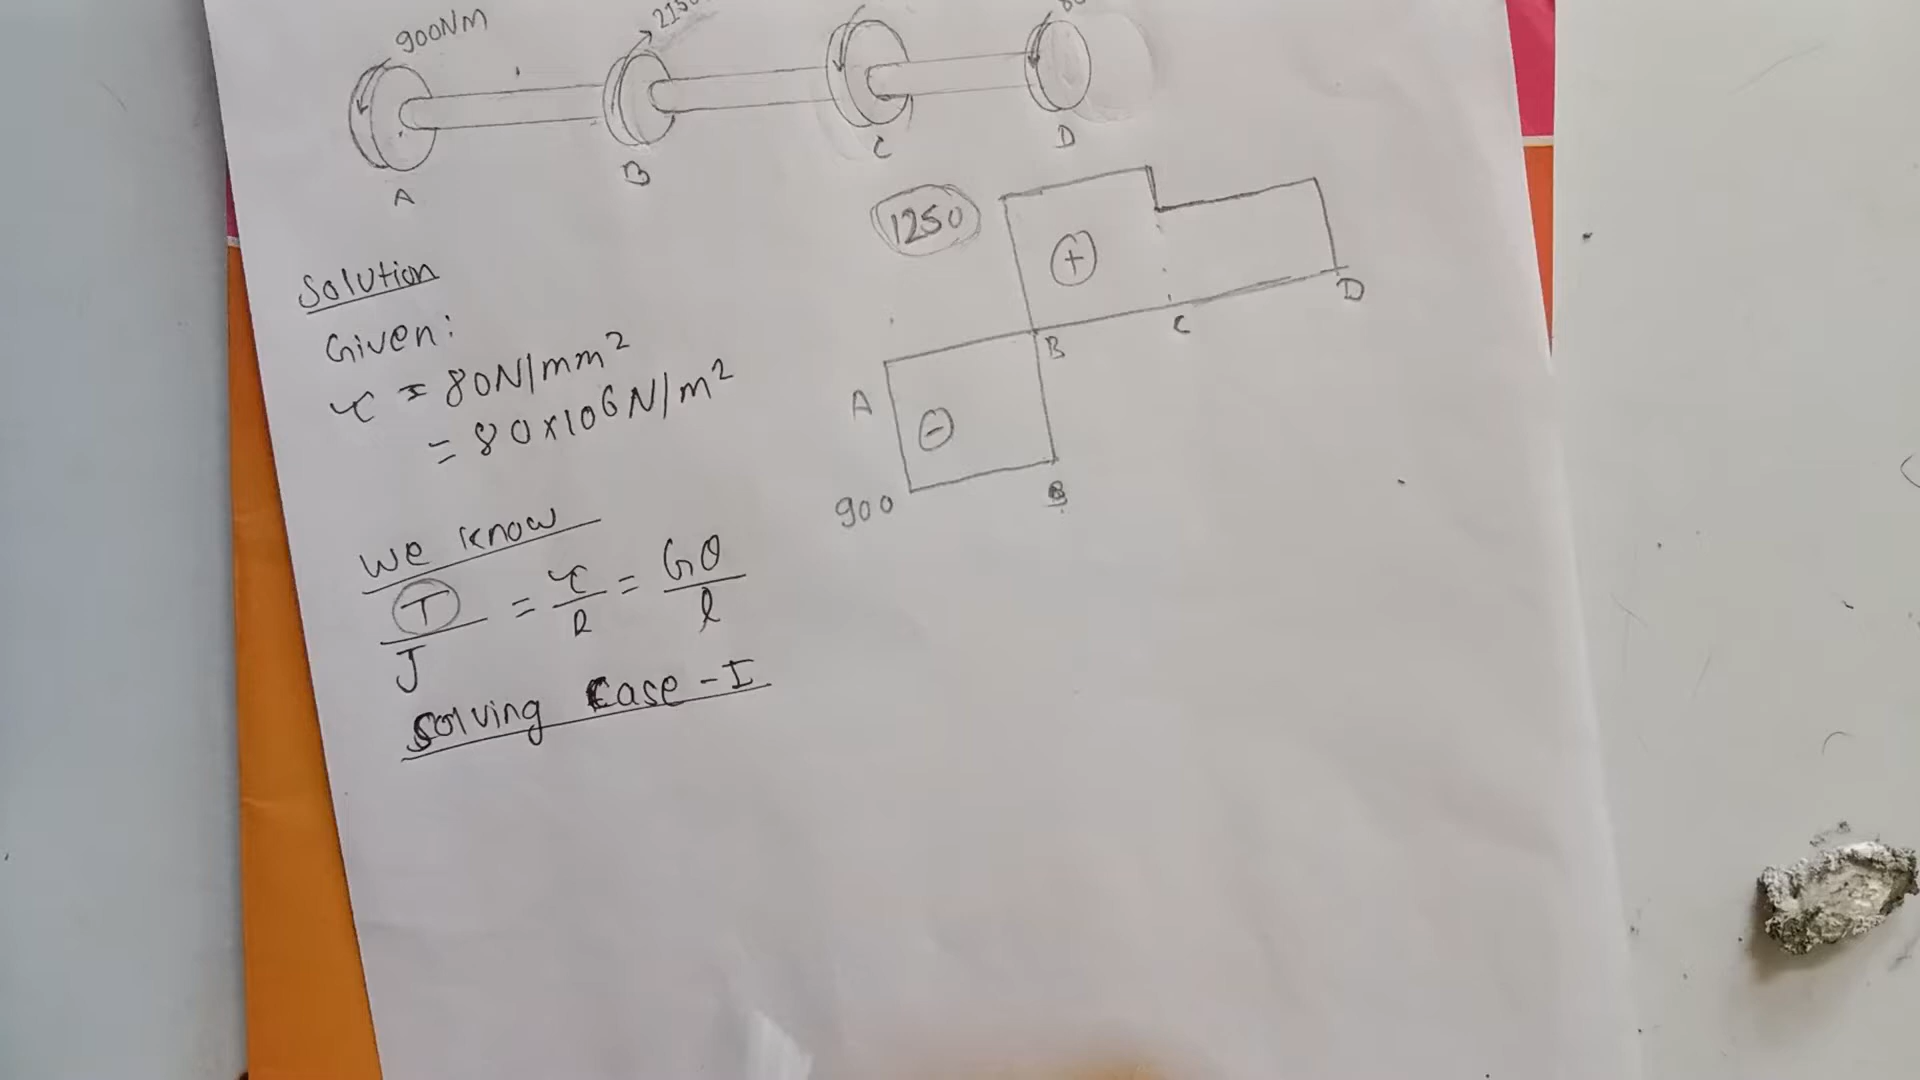 900NM
A
B
C
D
1250
+
D
C
B
A
-
900
B
Solution
Given:
τ = 80N/mm²
= 80×106N/m²
we know
T/J = τ/R = Gθ/l
Solving Case-I